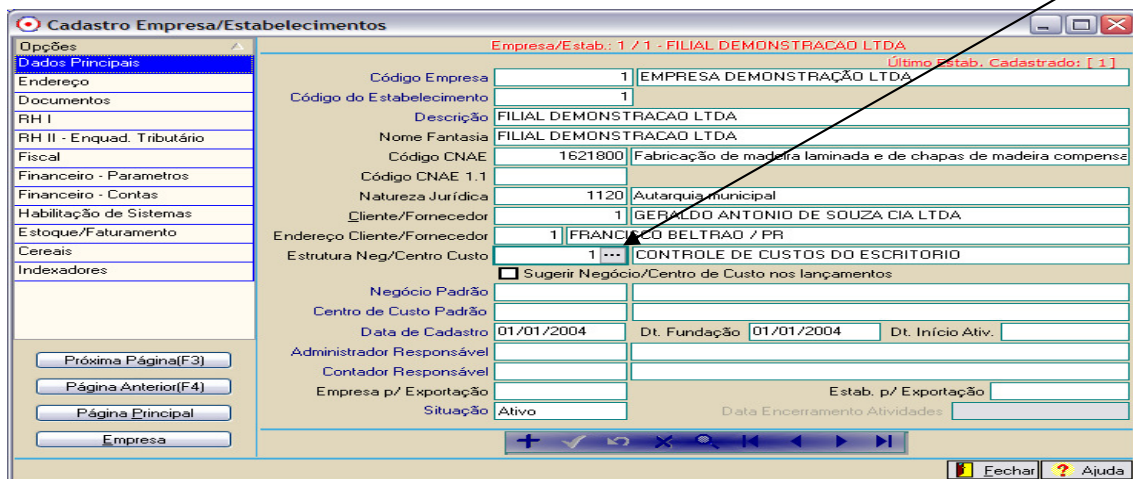 Cadastro Empresa/Estabelecimentos
Opções
Dados Principais
Endereço
Documentos
RH I
RH II - Enquad. Tributário
Fiscal
Financeiro - Parametros
Financeiro - Contas
Habilitação de Sistemas
Estoque/Faturamento
Cereais
Indexadores
Próxima Página(F3)
Página Anterior(F4)
Página Principal
Empresa
Empresa/Estab.: 1 / 1 - FILIAL DEMONSTRACAO LTDA
Último Estab. Cadastrado: [ 1 ]
Código Empresa 1 EMPRESA DEMONSTRAÇÃO LTDA
Código do Estabelecimento 1
Descrição FILIAL DEMONSTRACAO LTDA
Nome Fantasia FILIAL DEMONSTRACAO LTDA
Código CNAE 1621800 Fabricação de madeira laminada e de chapas de madeira compensa
Código CNAE 1.1
Natureza Jurídica 1120 Autarquia municipal
Cliente/Fornecedor 1 GERALDO ANTONIO DE SOUZA CIA LTDA
Endereço Cliente/Fornecedor 1 FRANCISCO BELTRAO / PR
Estrutura Neg/Centro Custo 1 ... CONTROLE DE CUSTOS DO ESCRITORIO
Sugerir Negócio/Centro de Custo nos lançamentos
Negócio Padrão
Centro de Custo Padrão
Data de Cadastro 01/01/2004 Dt. Fundação 01/01/2004 Dt. Início Ativ.
Administrador Responsável
Contador Responsável
Empresa p/ Exportação Estab. p/ Exportação
Situação Ativo Data Encerramento Atividades
Fechar ? Ajuda